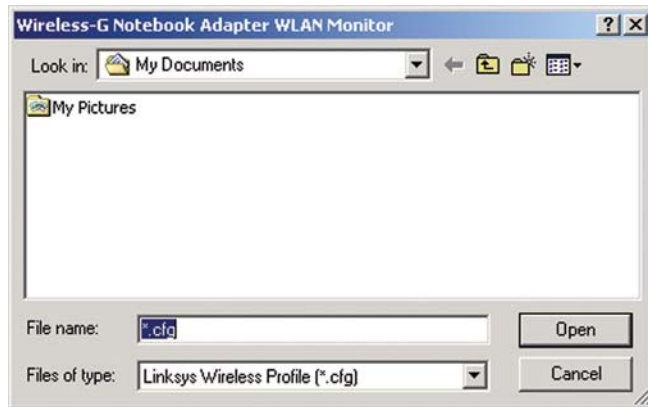 Wireless-G Notebook Adapter WLAN Monitor
Look in: My Documents
My Pictures
File name: *.cfg Open
Files of type: Linksys Wireless Profile (*.cfg) Cancel